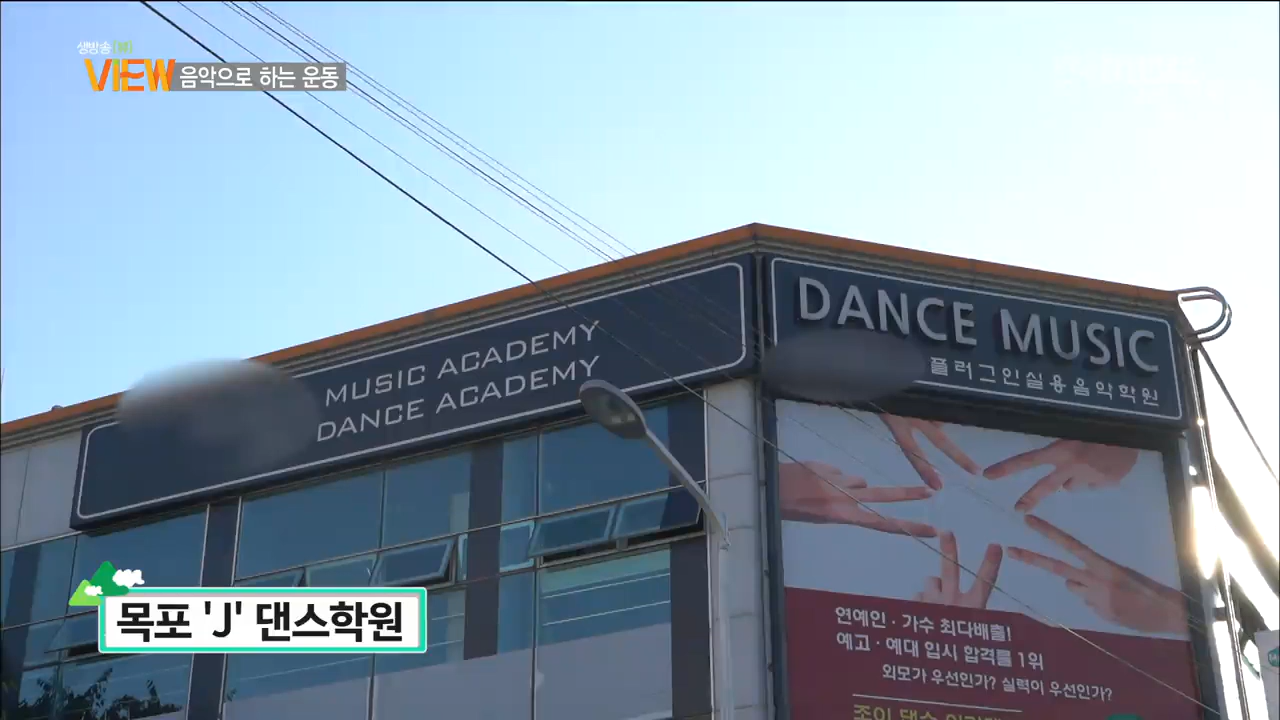 생방송 [뷰]
VIEW 음악으로 하는 운동
MUSIC ACADEMY
DANCE ACADEMY
DANCE MUSIC
플러그인실용음악학원
연예인 · 가수 최다배출!
예고 · 예대 입시 합격률 1위
외모가 우선인가? 실력이 우선인가?
목포 'J' 댄스학원